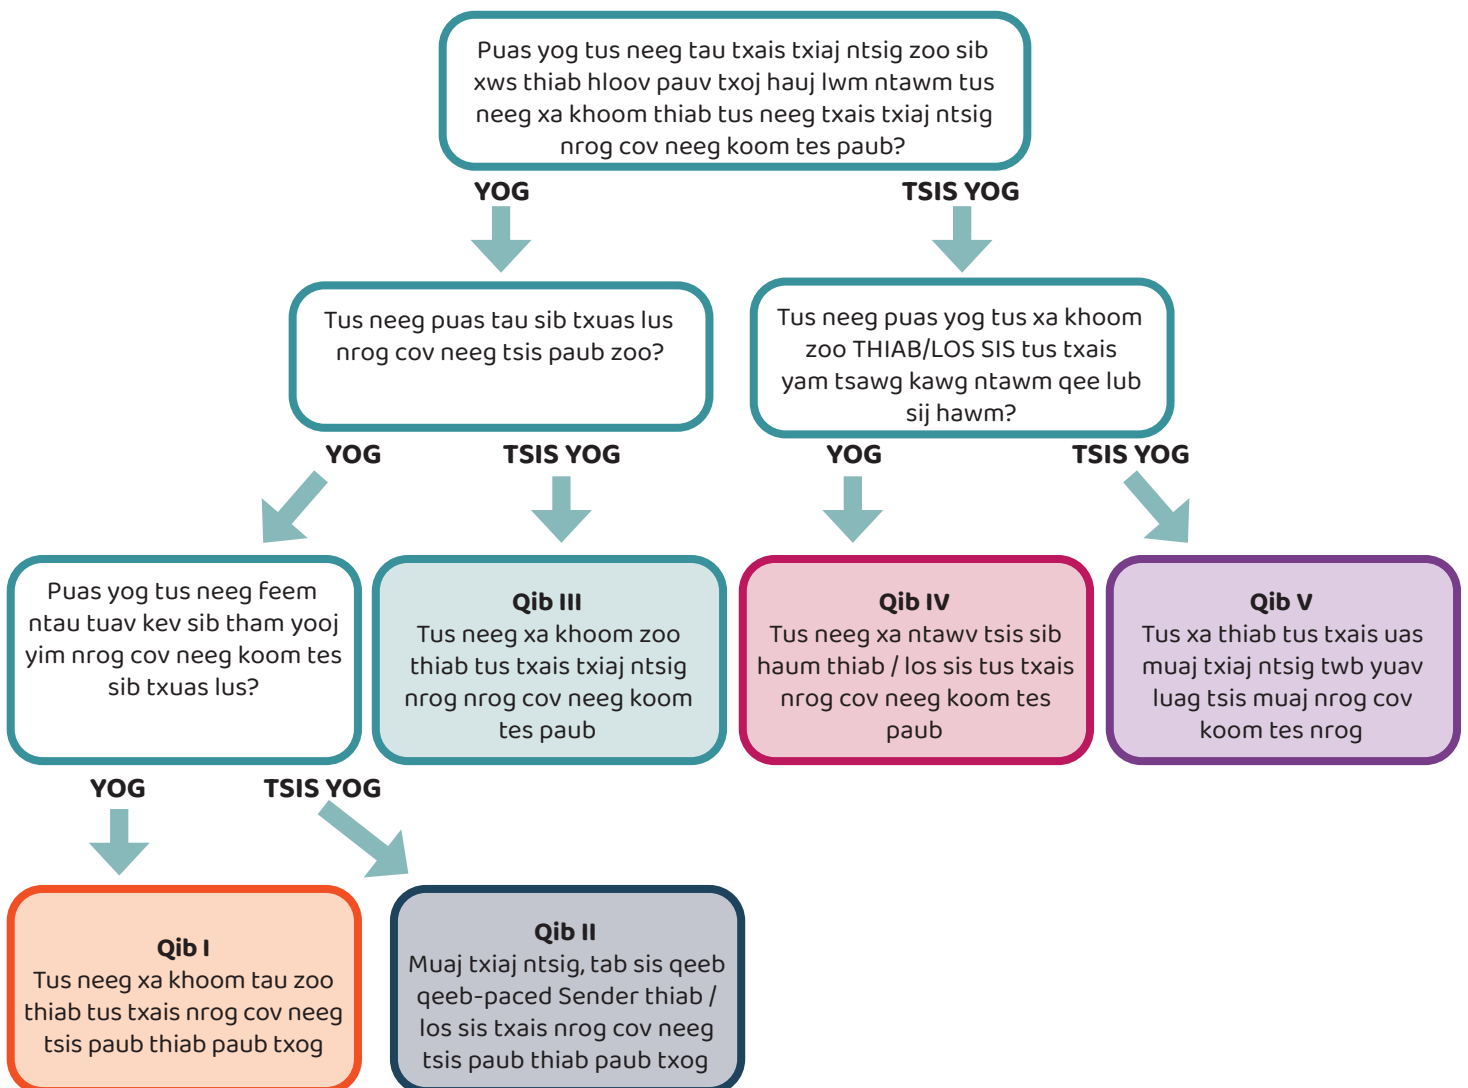 Puas yog tus neeg tau txais txiaj ntsig zoo sib
xws thiab hloov pauv txoj hauj lwm ntawm tus
neeg xa khoom thiab tus neeg txais txiaj ntsig
nrog cov neeg koom tes paub?
YOG
TSIS YOG
Tus neeg puas tau sib txuas lus
nrog cov neeg tsis paub zoo?
Tus neeg puas yog tus xa khoom
zoo THIAB/LOS SIS tus txais
yam tsawg kawg ntawm qee lub
sij hawm?
YOG
TSIS YOG
YOG
TSIS YOG
Puas yog tus neeg feem
ntau tuav kev sib tham yooj
yim nrog cov neeg koom tes
sib txuas lus?
Qib III
Tus neeg xa khoom zoo
thiab tus txais txiaj ntsig
nrog nrog cov neeg koom
tes paub
Qib IV
Tus neeg xa ntawv tsis sib
haum thiab / los sis tus txais
nrog cov neeg koom tes
paub
Qib V
Tus xa thiab tus txais uas
muaj txiaj ntsig twb yuav
luag tsis muaj nrog cov
koom tes nrog
YOG
TSIS YOG
Qib I
Tus neeg xa khoom tau zoo
thiab tus txais nrog cov neeg
tsis paub thiab paub txog
Qib II
Muaj txiaj ntsig, tab sis qeeb
qeeb-paced Sender thiab /
los sis txais nrog cov neeg
tsis paub thiab paub txog